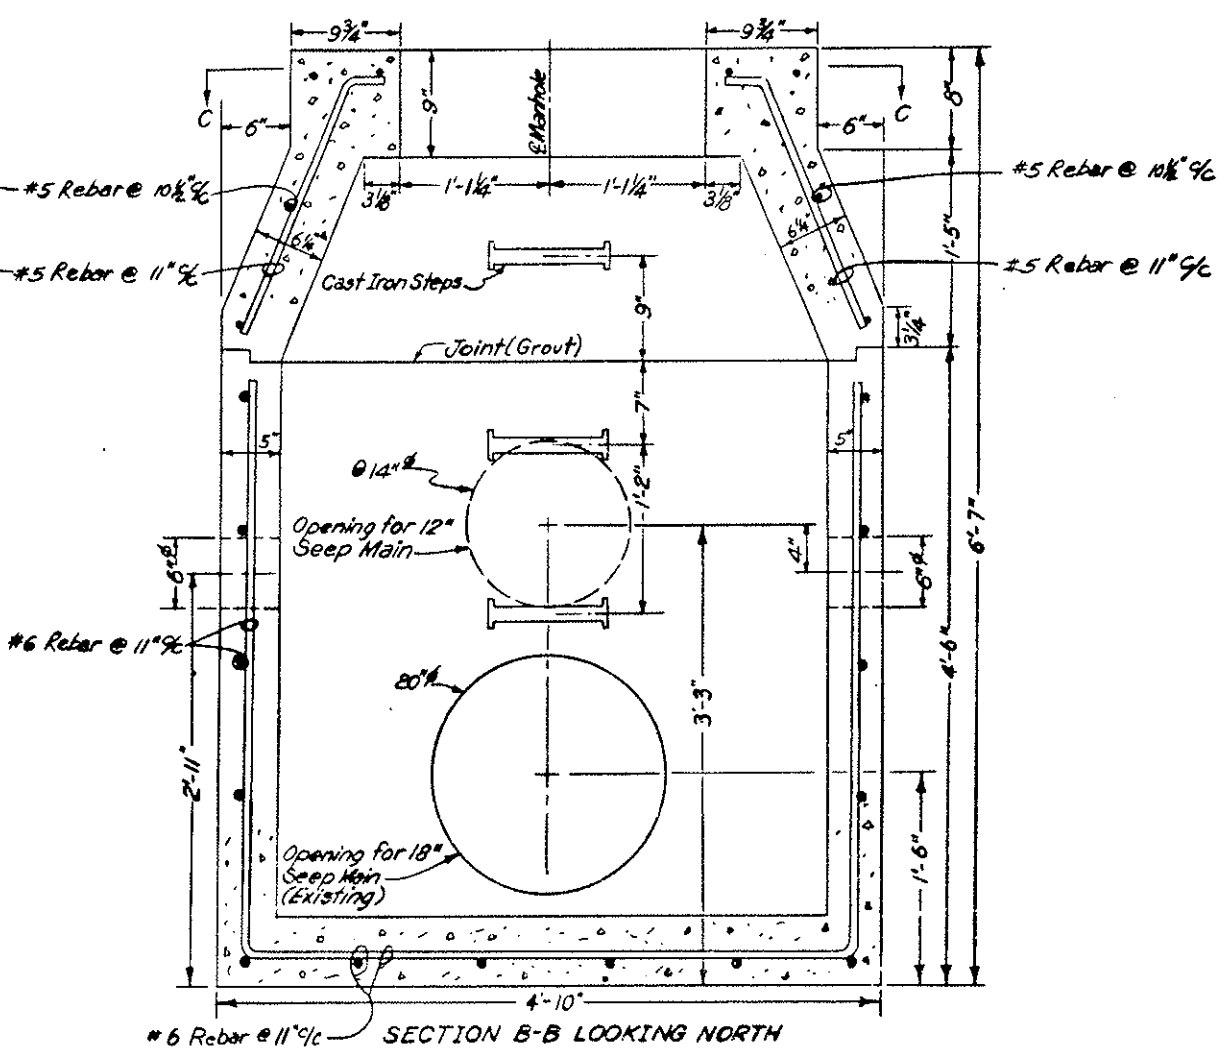 9¾" 9¾"
C C
6" 9" ℄ Manhole 6" 8"
#5 Rebar @ 10½" c/c 3⅛" 1'-1¼" 1'-1¼" 3⅛" #5 Rebar @ 10½" c/c
6¼" 6¼" 1'-5"
#5 Rebar @ 11" c/c #5 Rebar @ 11" c/c
Cast Iron Steps
9" 3¼"
Joint (Grout)
7"
5" 5"
14"ø 1'-2"
Opening for 12"
Seep Main
6"ø 4" 6"ø 6'-7"
#6 Rebar @ 11" c/c
20"ø 3'-3" 4'-6"
2'-11"
Opening for 18"
Seep Main
(Existing)
1'-6"
4'-10"
#6 Rebar @ 11" c/c
SECTION B-B LOOKING NORTH